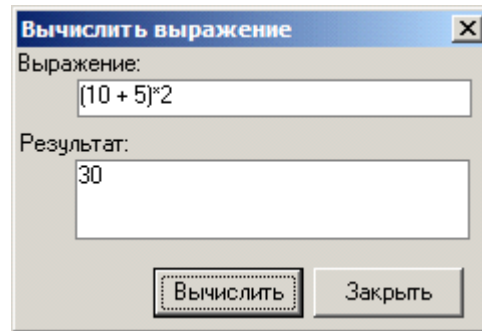 Вычислить выражение
Выражение:
(10 + 5)*2
Результат:
30
Вычислить Закрыть